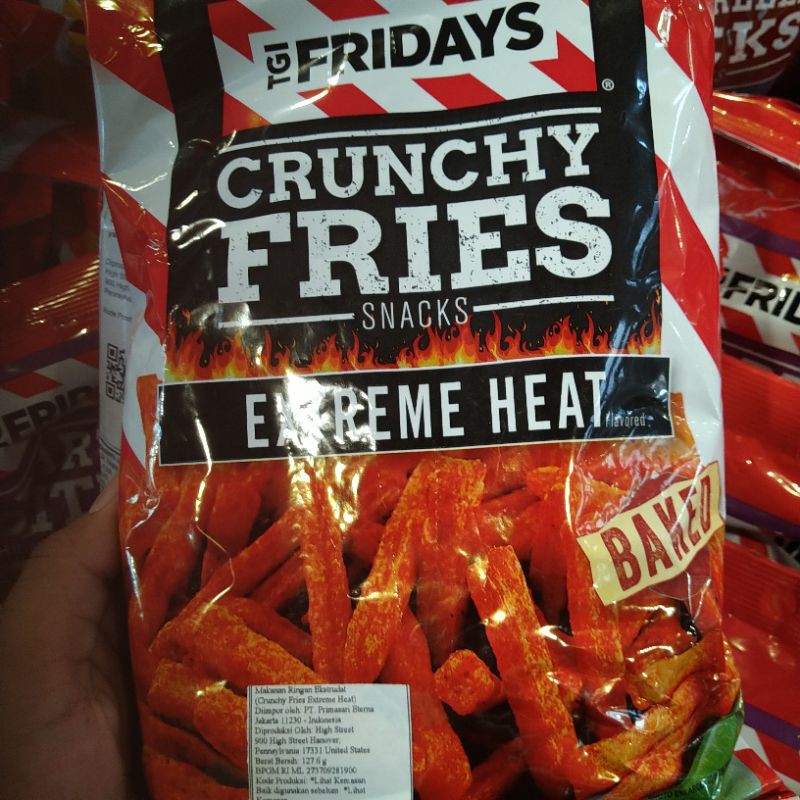 TGI FRIDAYS®
CRUNCHY
FRIES
SNACKS
EXTREME HEAT
Flavored
BAKED
Makanan Ringan Ekstrudat
(Crunchy Fries Extreme Heat)
Diimpor oleh: PT. Primasari Eterna
Jakarta 11230 - Indonesia
Diproduksi Oleh: High Street
900 High Street Hanover,
Pennsylvania 17331 United States
Berat Bersih: 127.6 g
BPOM RI ML 273709281900
Kode Produksi: *Lihat Kemasan
Baik digunakan sebelum *Lihat
Kemasan